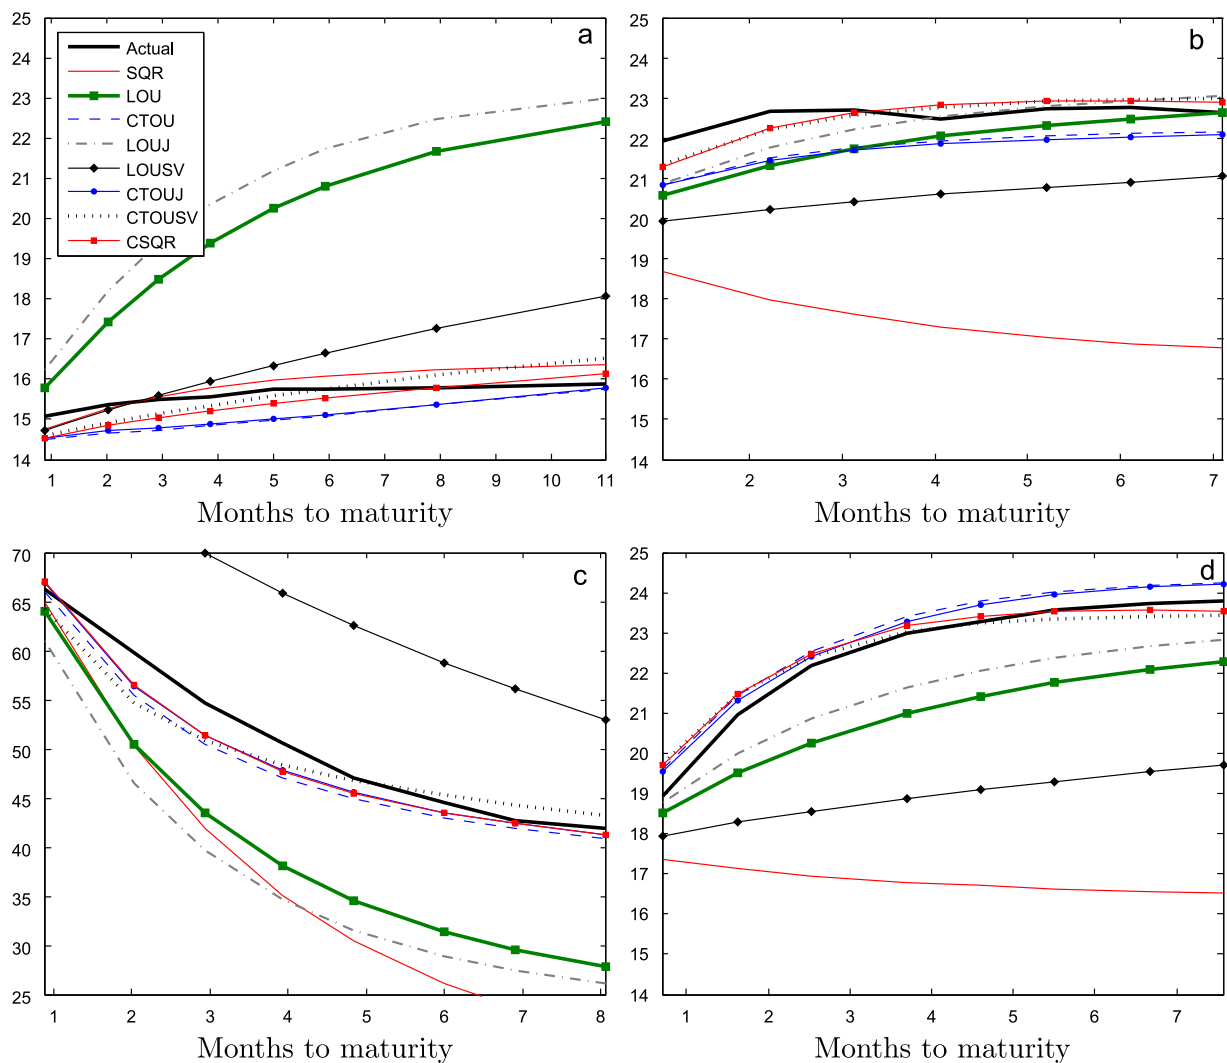 25
24
23
22
21
20
19
18
17
16
15
14
a
Actual
SQR
LOU
CTOU
LOUJ
LOUSV
CTOUJ
CTOUSV
CSQR
1 2 3 4 5 6 7 8 9 10 11
Months to maturity
25
24
23
22
21
20
19
18
17
16
15
14
b
2 3 4 5 6 7
Months to maturity
70
65
60
55
50
45
40
35
30
25
c
1 2 3 4 5 6 7 8
Months to maturity
25
24
23
22
21
20
19
18
17
16
15
14
d
1 2 3 4 5 6 7
Months to maturity